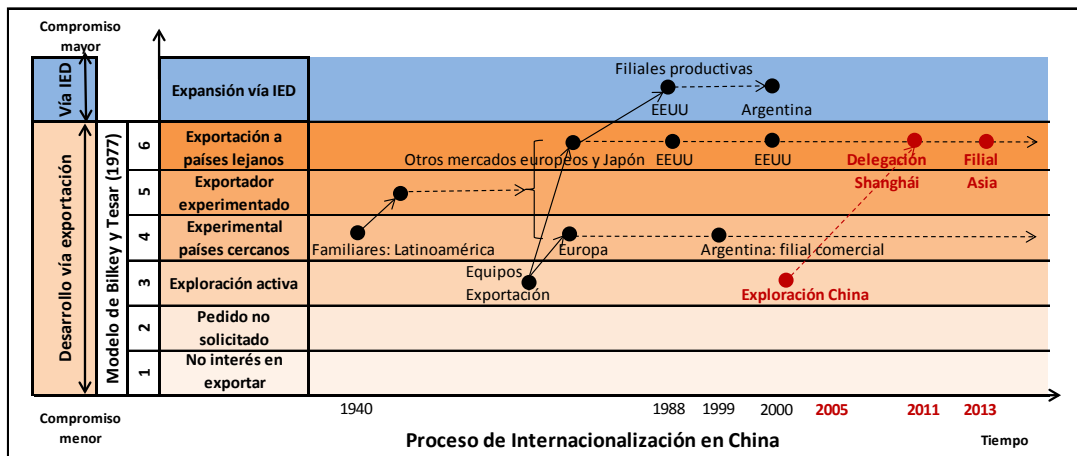 Compromiso
mayor
Vía IED
Expansión vía IED
Filiales productivas
EEUU
Argentina
Desarrollo vía exportación
Modelo de Bilkey y Tesar (1977)
6
Exportación a
países lejanos
Otros mercados europeos y Japón
EEUU
EEUU
Delegación
Shanghái
Filial
Asia
5
Exportador
experimentado
4
Experimental
países cercanos
Familiares: Latinoamérica
Europa
Argentina: filial comercial
3
Exploración activa
Equipos
Exportación
Exploración China
2
Pedido no
solicitado
1
No interés en
exportar
1940
1988
1999
2000
2005
2011
2013
Compromiso
menor
Proceso de Internacionalización en China
Tiempo